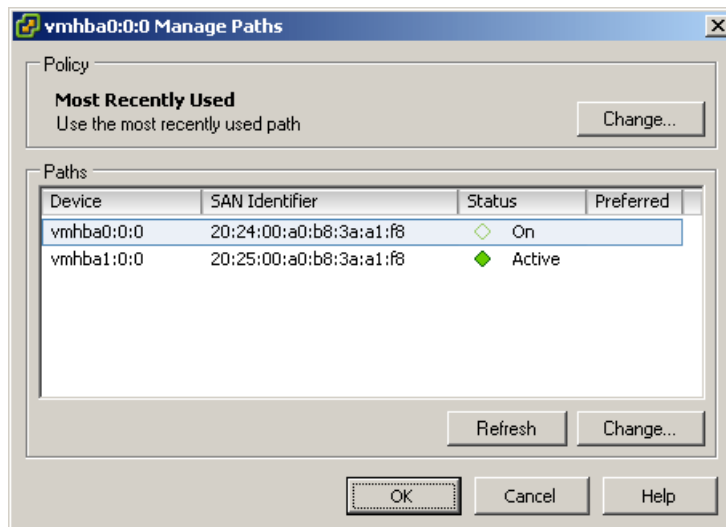 vmhba0:0:0 Manage Paths
Policy
Most Recently Used
Use the most recently used path
Change...
Paths
Device SAN Identifier Status Preferred
vmhba0:0:0 20:24:00:a0:b8:3a:a1:f8 On
vmhba1:0:0 20:25:00:a0:b8:3a:a1:f8 Active
Refresh Change...
OK Cancel Help